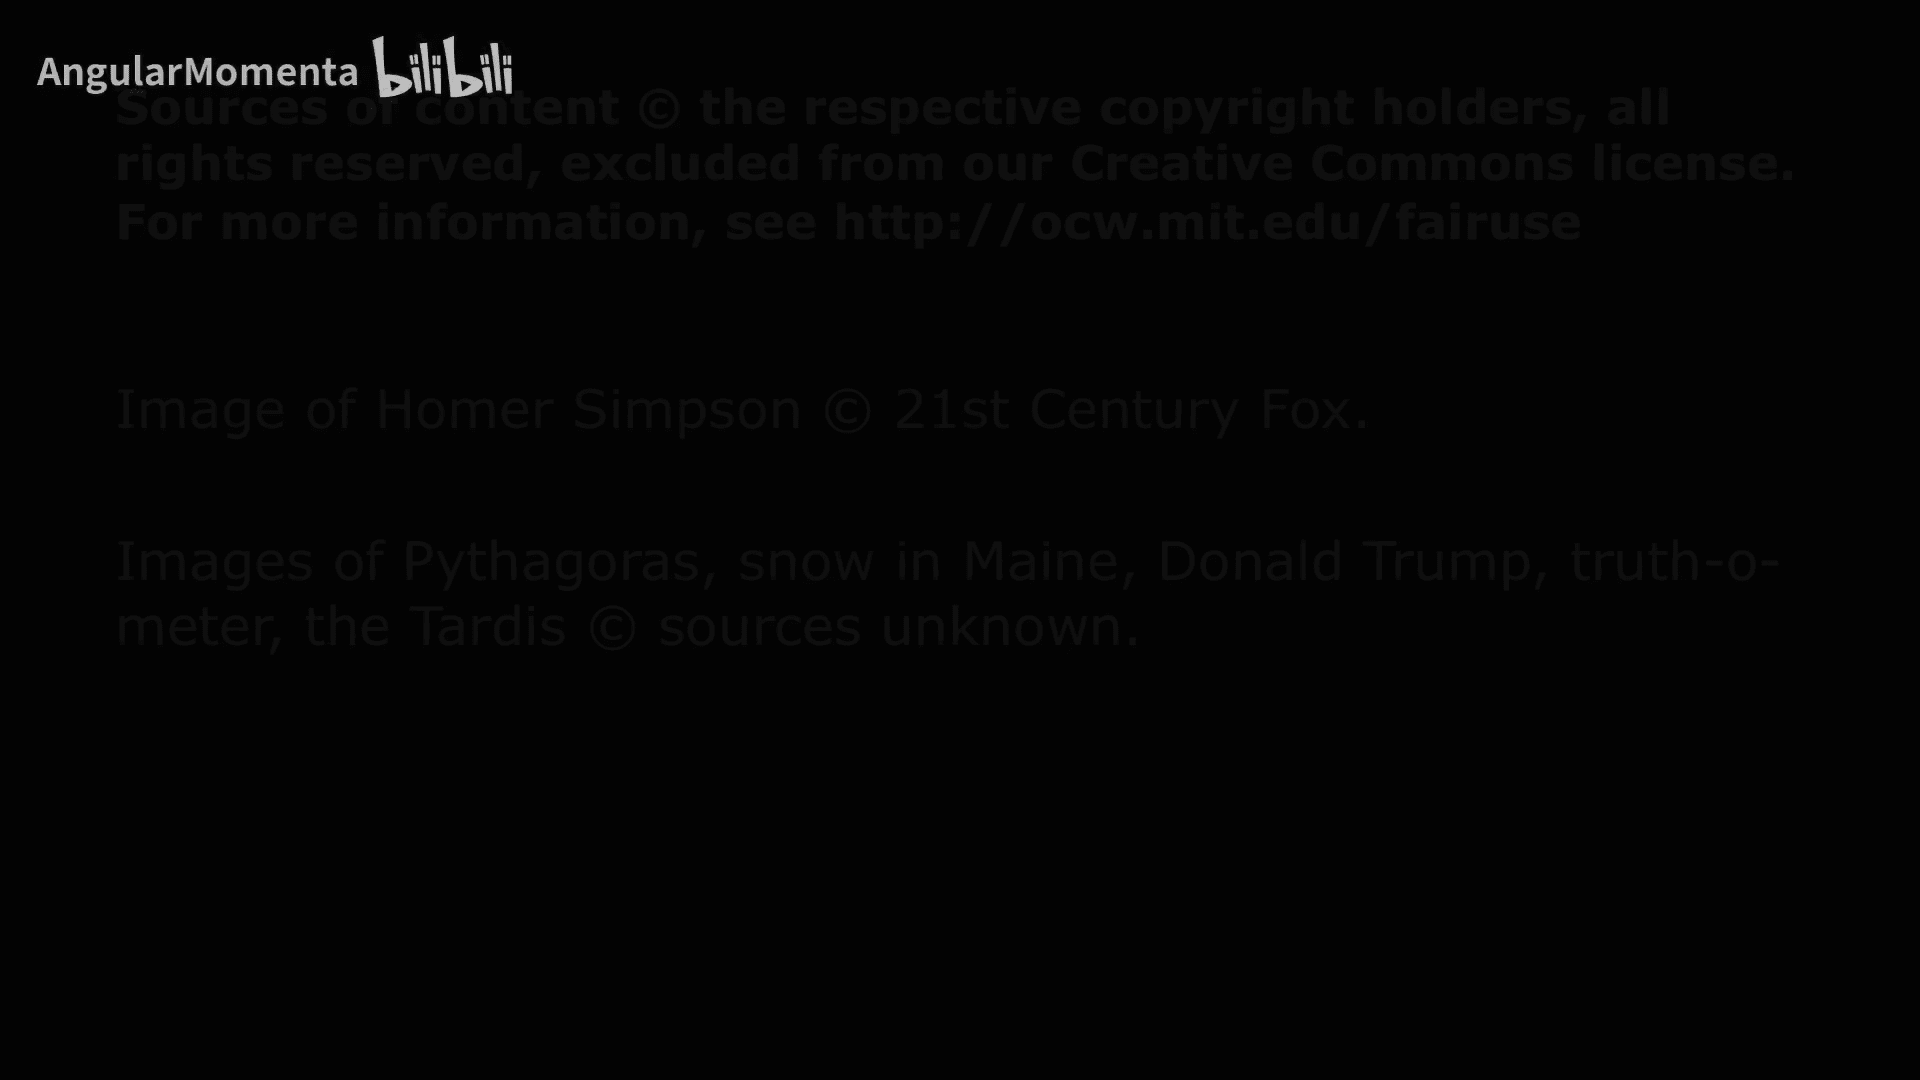 AngularMomenta bilibili
Sources of content © the respective copyright holders, all
rights reserved, excluded from our Creative Commons license.
For more information, see http://ocw.mit.edu/fairuse
Image of Homer Simpson © 21st Century Fox.
Images of Pythagoras, snow in Maine, Donald Trump, truth-o-
meter, the Tardis © sources unknown.